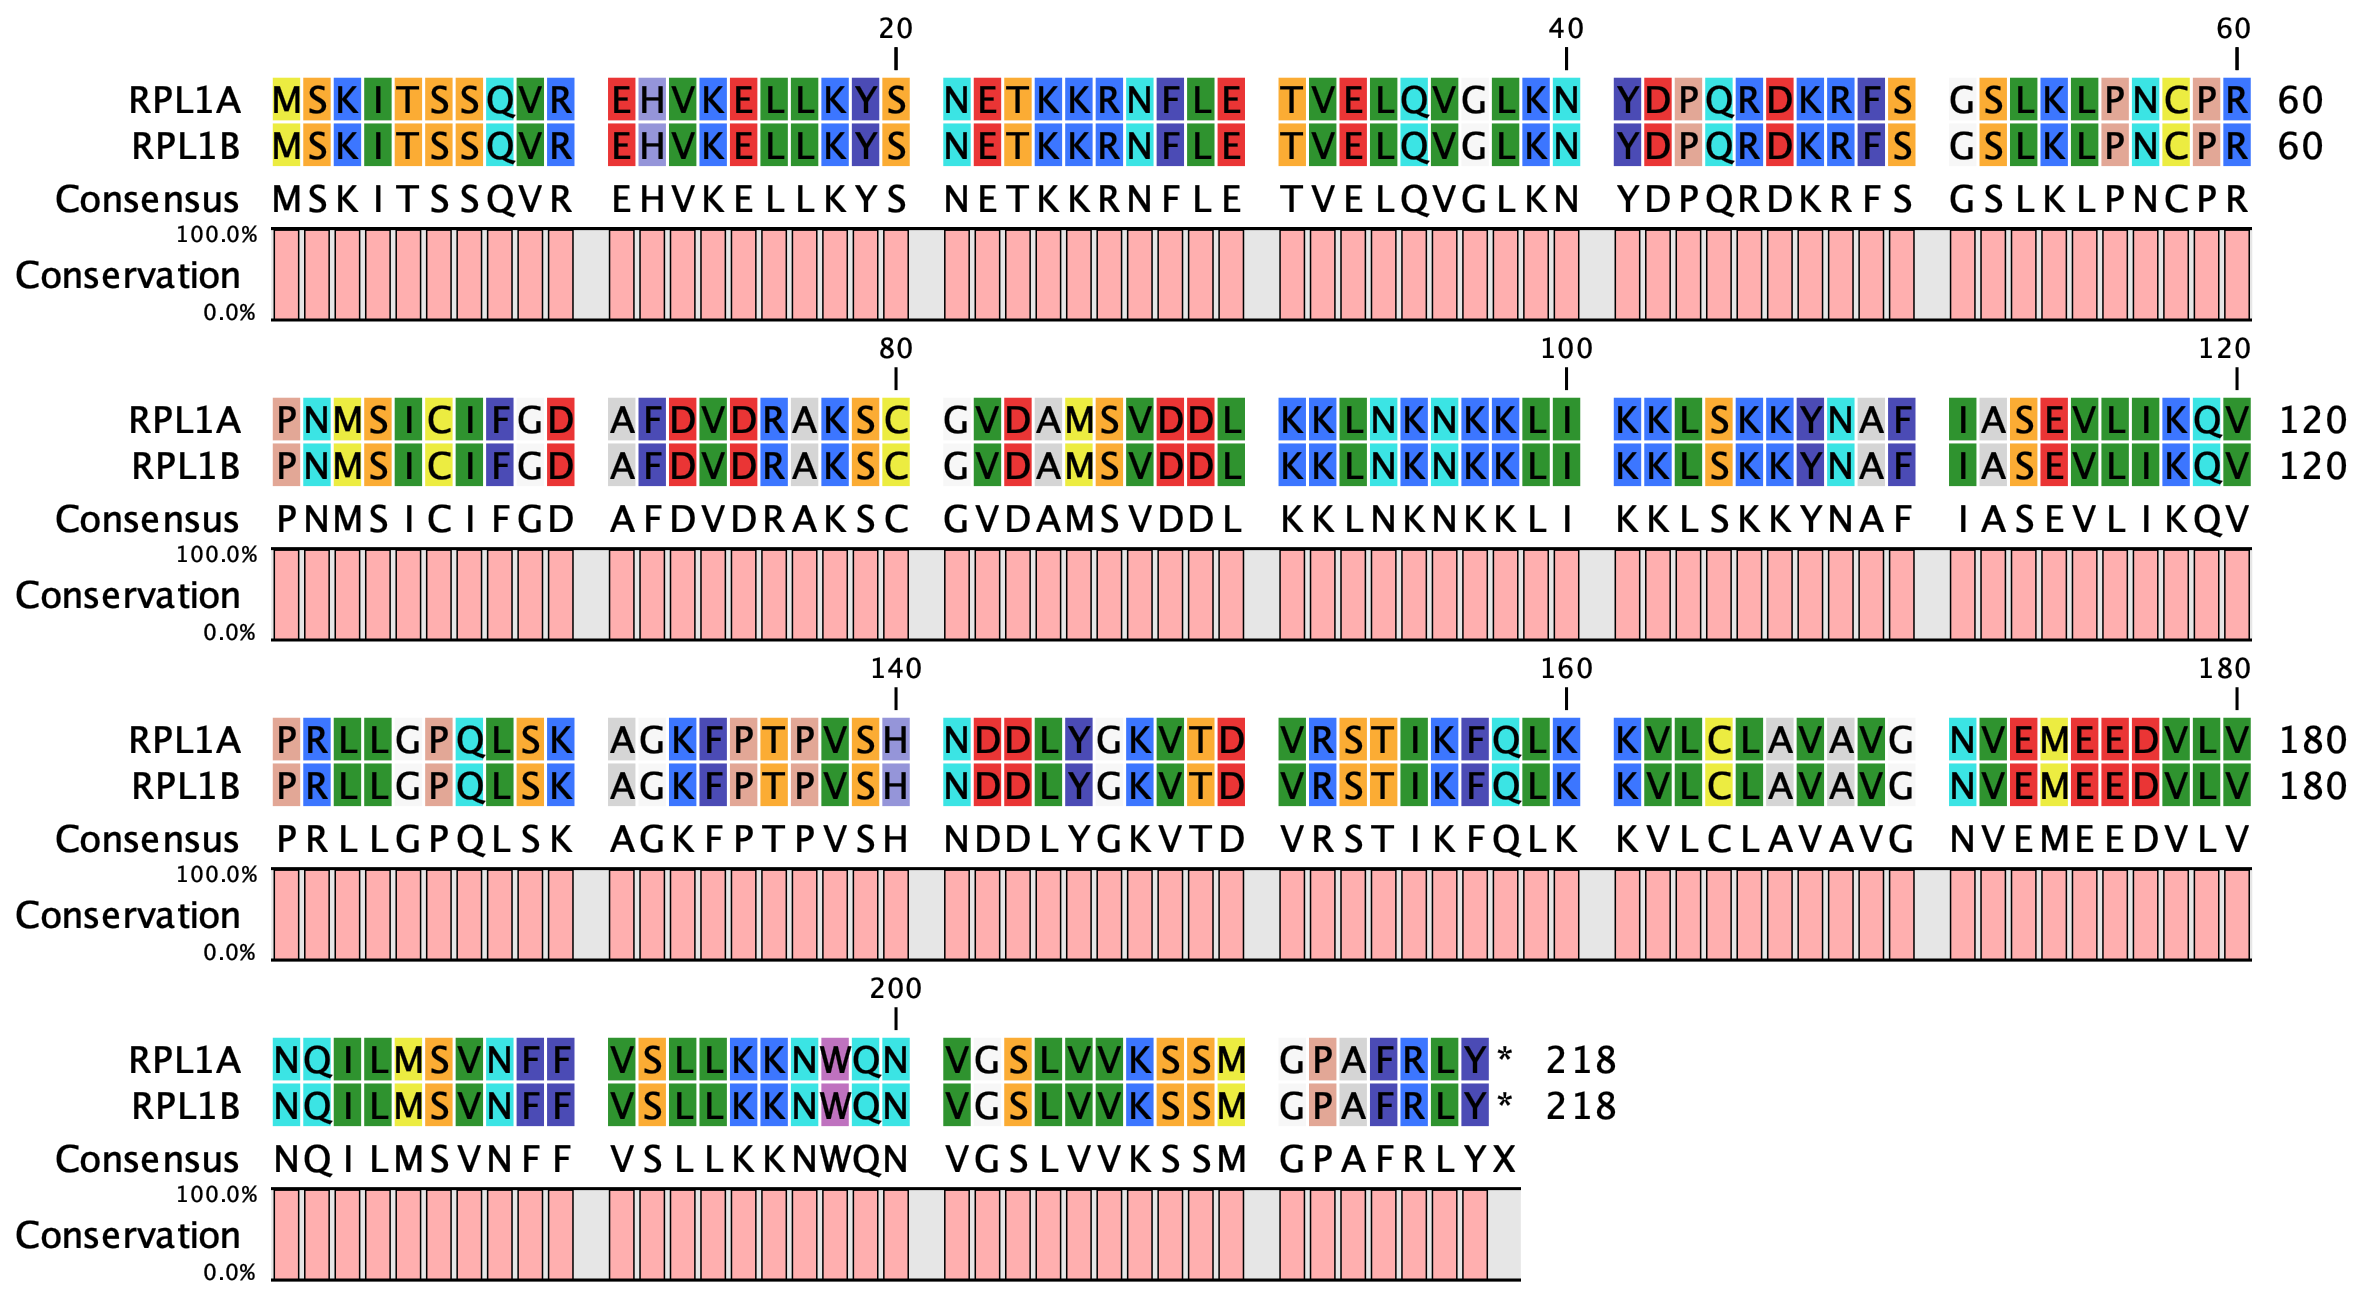 20 40 60
RPL1A MSKITSSQVR EHVKELLKYS NETKKRNFLE TVELQVGLKN YDPQRDKRFS GSLKLPNCPR 60
RPL1B MSKITSSQVR EHVKELLKYS NETKKRNFLE TVELQVGLKN YDPQRDKRFS GSLKLPNCPR 60
Consensus MSKITSSQVR EHVKELLKYS NETKKRNFLE TVELQVGLKN YDPQRDKRFS GSLKLPNCPR
100.0%
Conservation
0.0%
80 100 120
RPL1A PNMSICIFGD AFDVDRAKSC GVDAMSVDDL KKLNKNKKLI KKLSKKYNAF IASEVLIKQV 120
RPL1B PNMSICIFGD AFDVDRAKSC GVDAMSVDDL KKLNKNKKLI KKLSKKYNAF IASEVLIKQV 120
Consensus PNMSICIFGD AFDVDRAKSC GVDAMSVDDL KKLNKNKKLI KKLSKKYNAF IASEVLIKQV
100.0%
Conservation
0.0%
140 160 180
RPL1A PRLLGPQLSK AGKFPTPVSH NDDLYGKVTD VRSTIKFQLK KVLCLAVAVG NVEMEEDVLV 180
RPL1B PRLLGPQLSK AGKFPTPVSH NDDLYGKVTD VRSTIKFQLK KVLCLAVAVG NVEMEEDVLV 180
Consensus PRLLGPQLSK AGKFPTPVSH NDDLYGKVTD VRSTIKFQLK KVLCLAVAVG NVEMEEDVLV
100.0%
Conservation
0.0%
200
RPL1A NQILMSVNFF VSLLKKNWQN VGSLVVKSSM GPAFRLY* 218
RPL1B NQILMSVNFF VSLLKKNWQN VGSLVVKSSM GPAFRLY* 218
Consensus NQILMSVNFF VSLLKKNWQN VGSLVVKSSM GPAFRLYX
100.0%
Conservation
0.0%